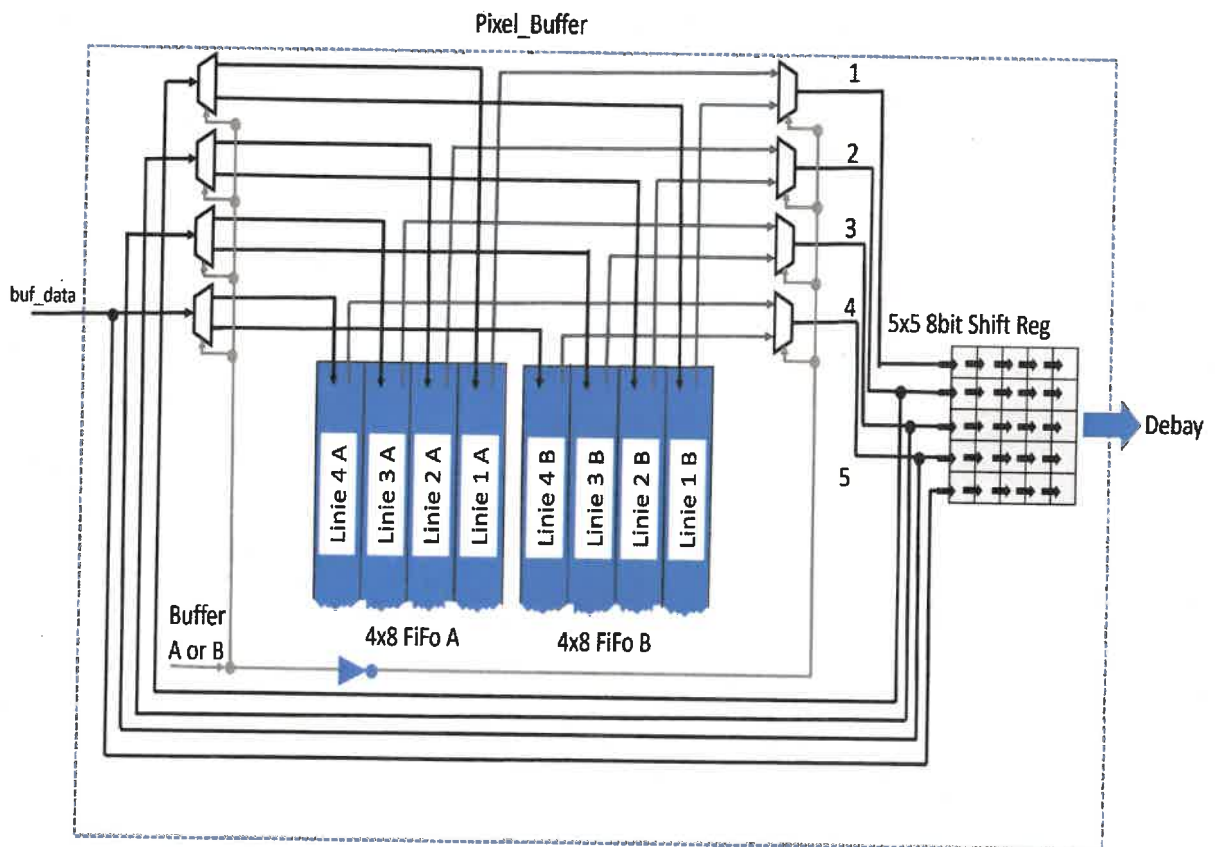 Pixel_Buffer
1
2
3
4
5
buf_data
5x5 8bit Shift Reg
Debay
Linie 4 A
Linie 3 A
Linie 2 A
Linie 1 A
Linie 4 B
Linie 3 B
Linie 2 B
Linie 1 B
4x8 FiFo A
4x8 FiFo B
Buffer
A or B